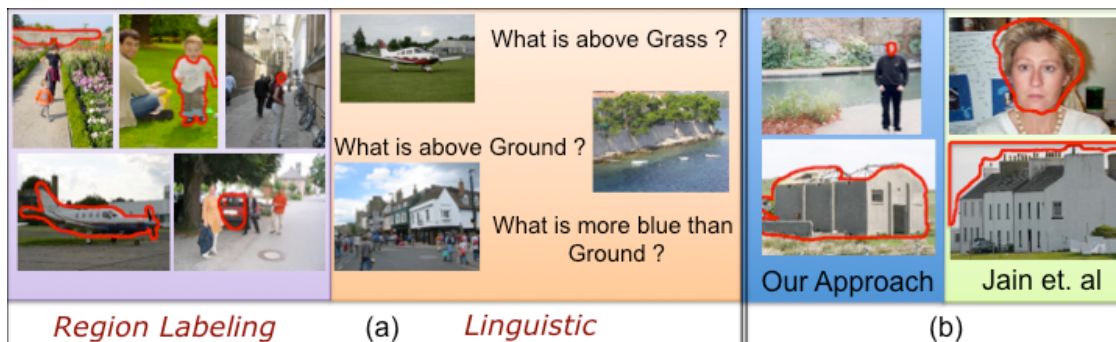 What is above Grass ?
What is above Ground ?
What is more blue than
Ground ?
Our Approach
Jain et. al
Region Labeling
(a)
Linguistic
(b)